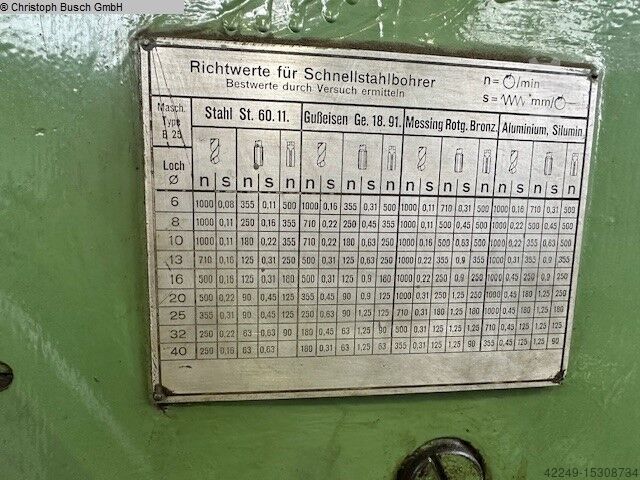 © Christoph Busch GmbH
Richtwerte für Schnellstahlbohrer n = /min
Bestwerte durch Versuch ermitteln s = mm/
Masch. Type B 25 Stahl St. 60.11. Gußeisen Ge. 18.91. Messing Rotg. Bronz. Aluminium, Silumin.
Loch Ø n s n s n n s n s n n s n s n n s n s n
6 1000 0,08 355 0,11 500 1000 0,16 355 0,31 500 1000 0,11 710 0,31 500 1000 0,16 710 0,31 500
8 1000 0,11 250 0,16 355 710 0,22 250 0,45 355 1000 0,11 500 0,45 500 1000 0,22 500 0,45 500
10 1000 0,11 180 0,22 355 710 0,22 180 0,63 250 1000 0,16 500 0,63 500 1000 0,22 500 0,63 500
13 710 0,16 125 0,31 250 500 0,31 125 0,63 250 1000 0,22 355 0,9 355 1000 0,31 355 0,9 355
16 500 0,16 125 0,31 180 500 0,31 125 0,9 180 1000 0,22 250 0,9 250 1000 0,45 250 0,9 250
20 500 0,22 90 0,45 125 355 0,45 90 0,9 125 1000 0,31 250 1,25 250 1000 0,45 180 1,25 250
25 355 0,31 90 0,45 125 250 0,63 90 1,25 125 710 0,31 180 1,25 180 1000 0,45 180 1,25 180
32 250 0,22 63 0,63 90 180 0,45 63 1,25 90 500 0,31 125 1,25 125 710 0,45 125 1,25 125
40 250 0,16 63 0,63 180 0,31 63 1,25 63 355 0,31 125 1,25 90 355 0,45 125 1,25 90
42249-15308734